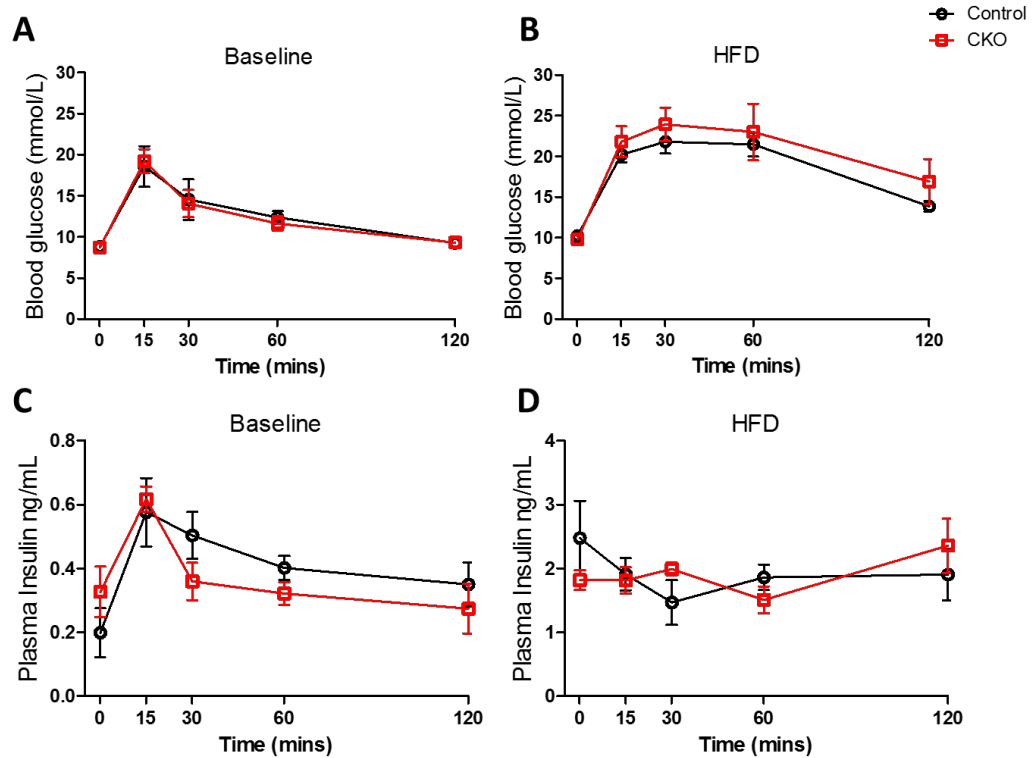 Control
CKO
A
Baseline
Blood glucose (mmol/L)
30
25
20
15
10
5
0
0 15 30 60 120
Time (mins)
B
HFD
Blood glucose (mmol/L)
30
25
20
15
10
5
0
0 15 30 60 120
Time (mins)
C
Baseline
Plasma Insulin ng/mL
0.8
0.6
0.4
0.2
0.0
0 15 30 60 120
Time (mins)
D
HFD
Plasma Insulin ng/mL
4
3
2
1
0
0 15 30 60 120
Time (mins)